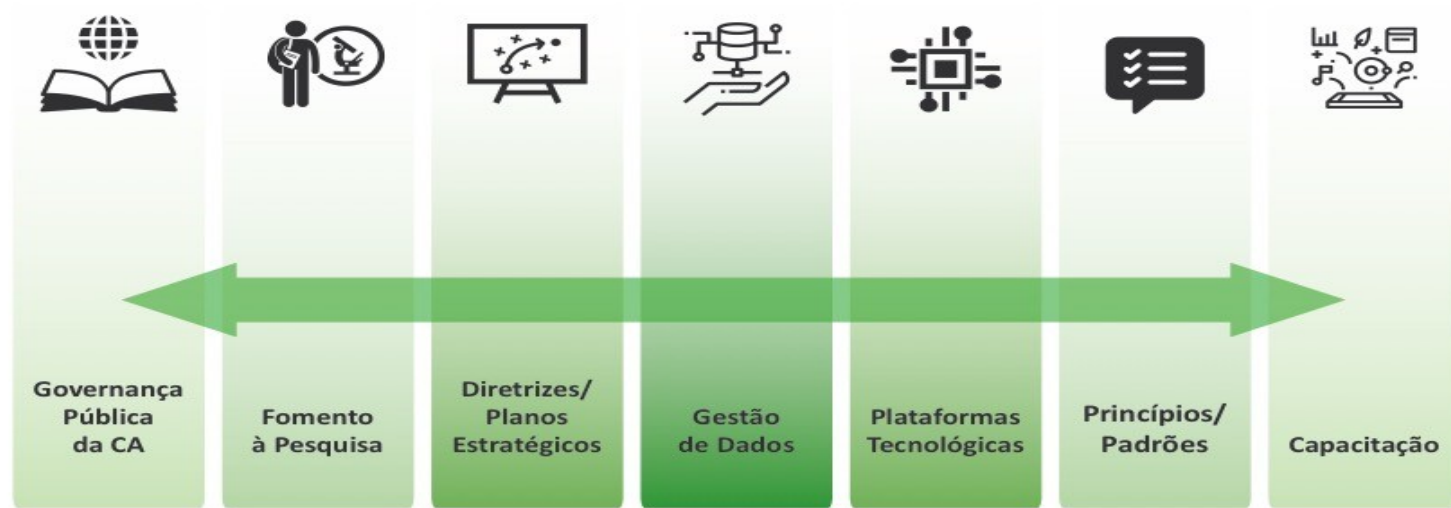 Governança
Pública
da CA
Fomento
à Pesquisa
Diretrizes/
Planos
Estratégicos
Gestão
de Dados
Plataformas
Tecnológicas
Princípios/
Padrões
Capacitação